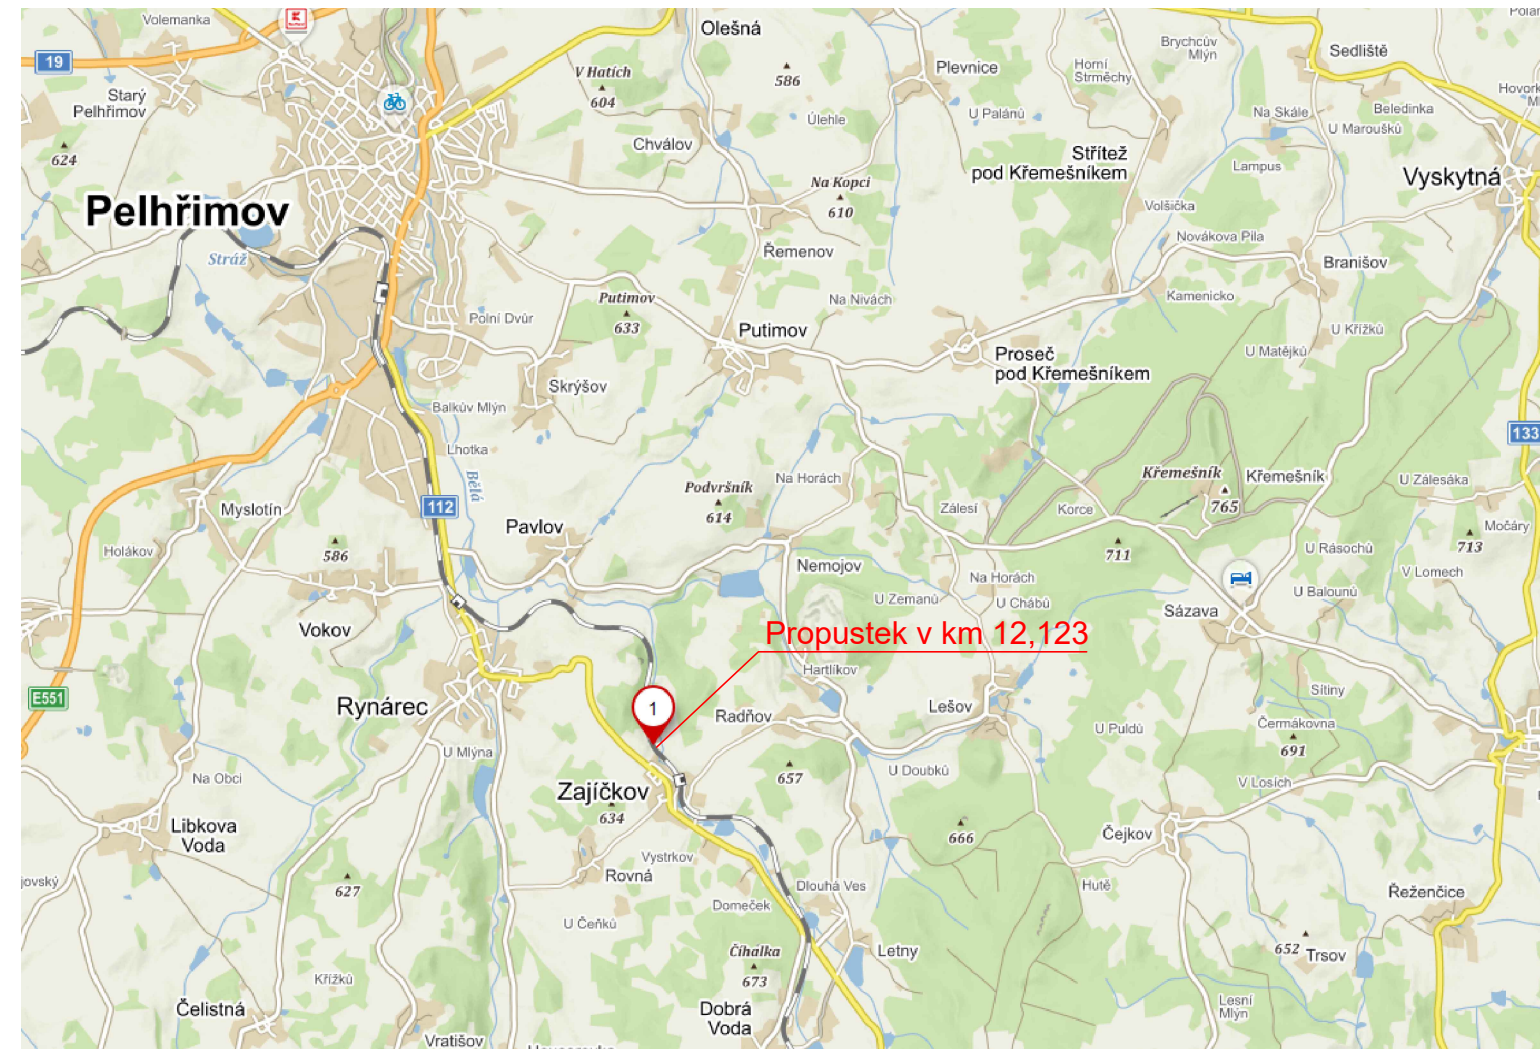 Volemanka
Olešná
Brychcův
Mlýn
Sedliště
19
V Hatích
604
586
Plevnice
Horní
Strměchy
Starý
Pelhřimov
Úlehle
U Palánů
Na Skále
Beledinka
U Maroušků
624
Chválov
Střítež
pod Křemešníkem
Lampus
Vyskytná
Pelhřimov
Na Kopci
610
Volšička
Stráž
Řemenov
Novákova Pila
Branišov
Putimov
633
Na Nivách
Kamenicko
Polní Dvůr
Putimov
U Křížků
Proseč
pod Křemešníkem
U Matějků
Skrýšov
Balkův Mlýn
133
Lhotka
Bělá
Podvršník
614
Na Horách
Křemešník
765
Křemešník
U Zálesáka
112
Myslotín
Pavlov
Zálesí
Korce
Močáry
713
Holákov
586
711
U Rásochů
Nemojov
Na Horách
V Lomech
U Zemanů
U Chábů
U Balounů
Sázava
Vokov
Propustek v km 12,123
Hartlíkov
E551
Rynárec
1
Radňov
Lešov
Sítiny
U Puldů
Čermákovna
691
U Mlýna
Na Obci
657
U Doubků
V Losích
Zajíčkov
634
Libkova
Voda
666
Čejkov
Vystrkov
Rovná
627
Dlouhá Ves
Hutě
Řeženčice
Domeček
U Čeňků
Číhalka
673
Letny
652
Trsov
Křížků
Čelistná
Dobrá
Voda
Lesní
Mlýn
Vratišov